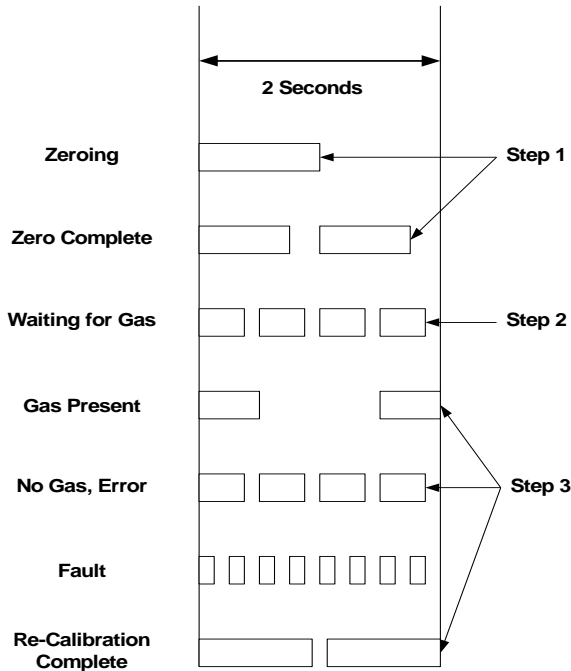 2 Seconds
Zeroing
Step 1
Zero Complete
Waiting for Gas
Step 2
Gas Present
No Gas, Error
Step 3
Fault
Re-Calibration
Complete